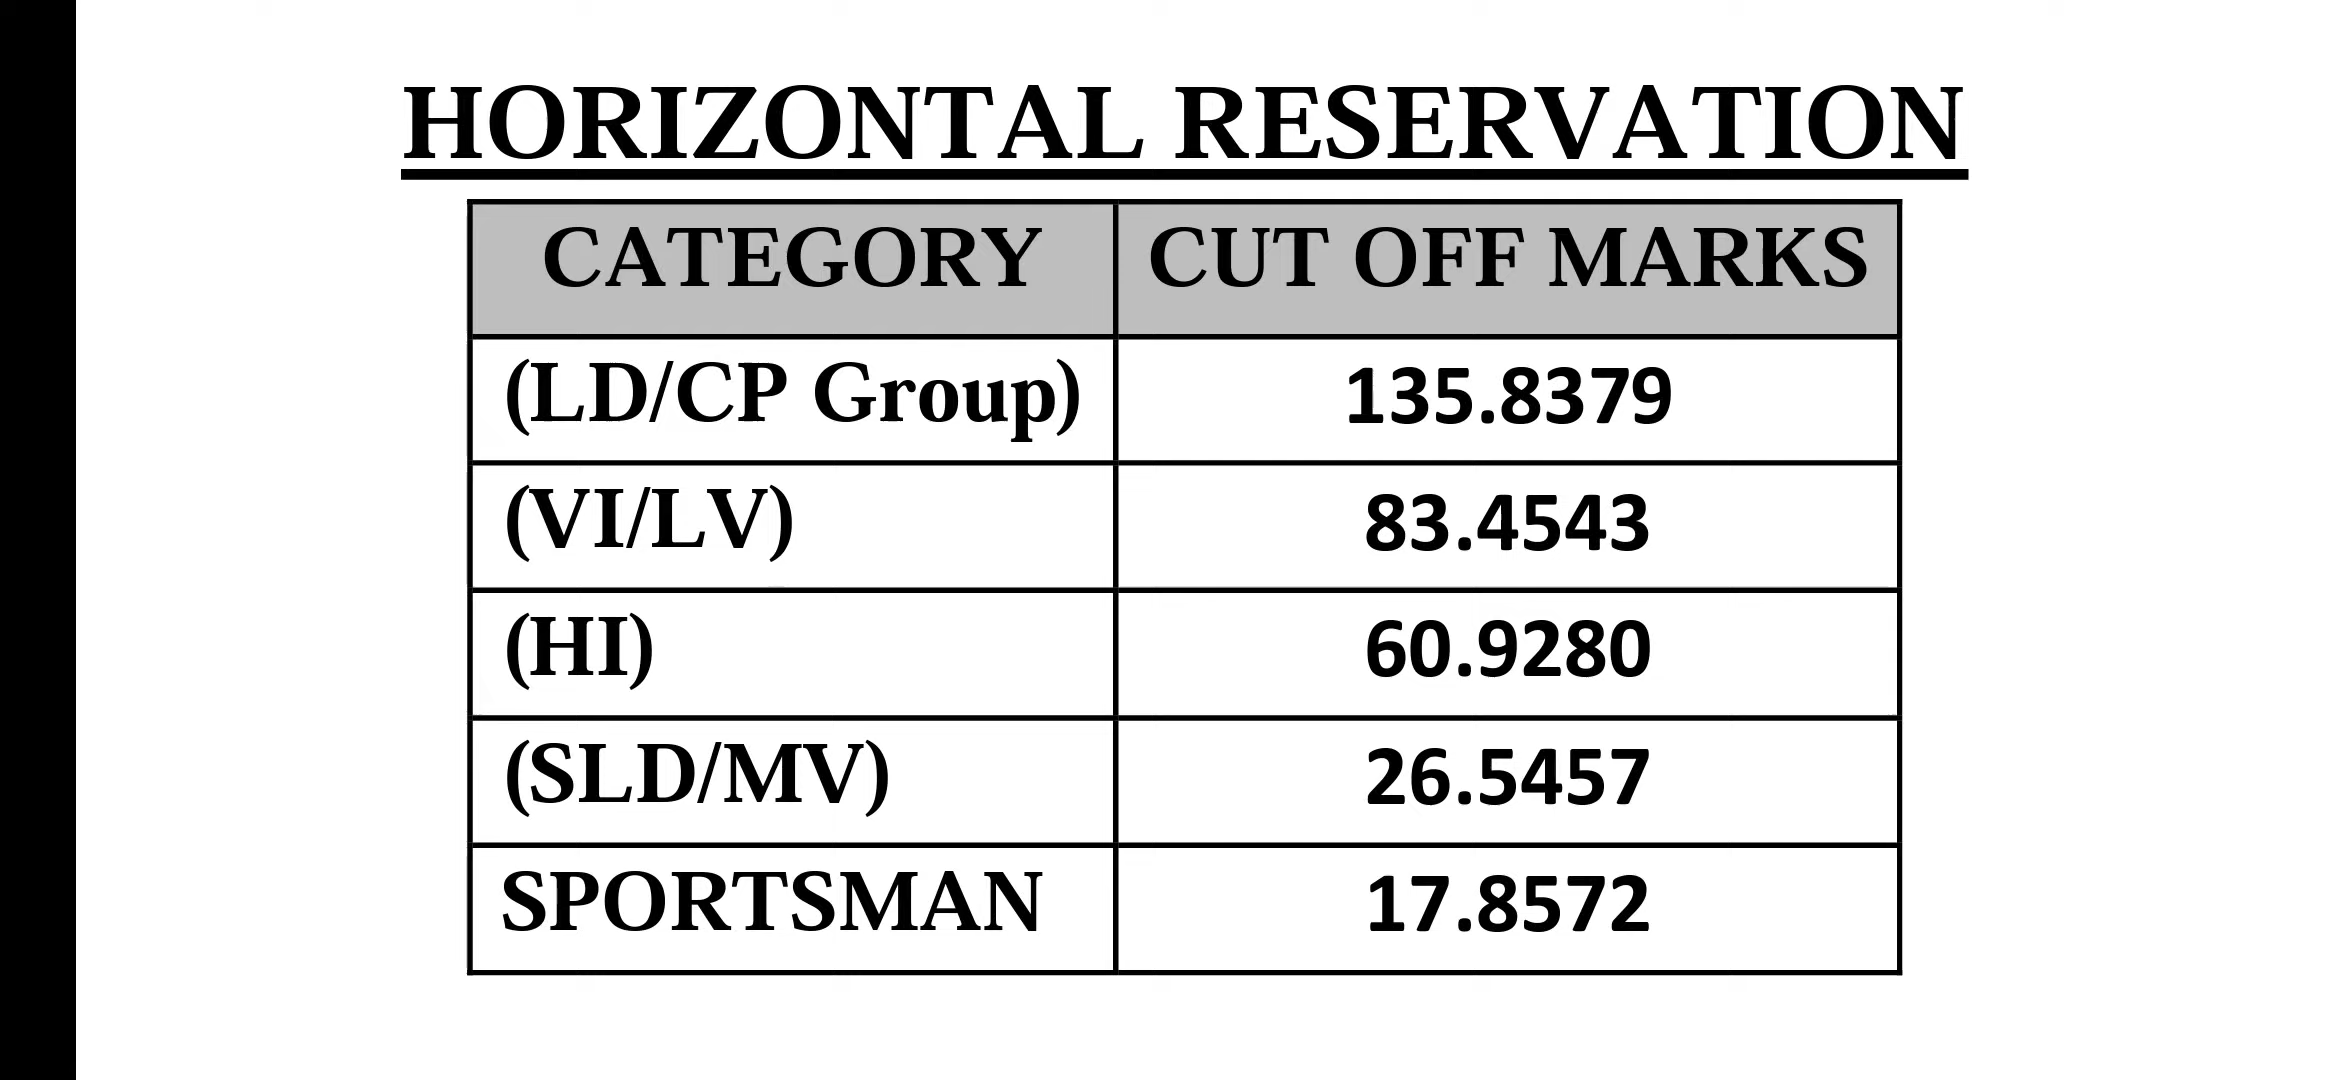 HORIZONTAL RESERVATION
CATEGORY CUT OFF MARKS
(LD/CP Group) 135.8379
(VI/LV) 83.4543
(HI) 60.9280
(SLD/MV) 26.5457
SPORTSMAN 17.8572